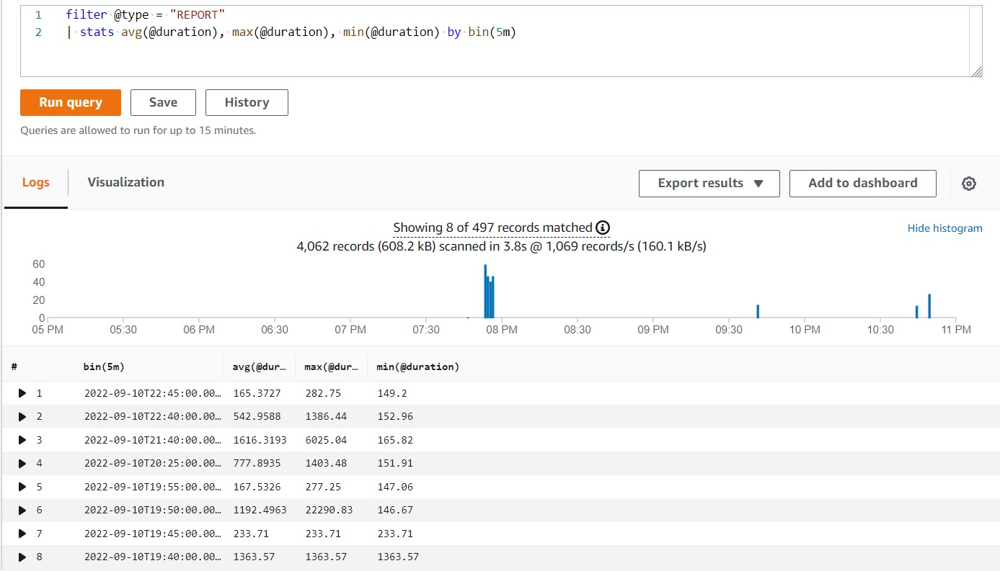 1 filter @type = "REPORT"
2 | stats avg(@duration), max(@duration), min(@duration) by bin(5m)
Run query Save History
Queries are allowed to run for up to 15 minutes.
Logs Visualization Export results Add to dashboard
Showing 8 of 497 records matched
Hide histogram
4,062 records (608.2 kB) scanned in 3.8s @ 1,069 records/s (160.1 kB/s)
60
40
20
0
05 PM 05:30 06 PM 06:30 07 PM 07:30 08 PM 08:30 09 PM 09:30 10 PM 10:30 11 PM
# bin(5m) avg(@dur… max(@dur… min(@duration)
1 2022-09-10T22:45:00.00… 165.3727 282.75 149.2
2 2022-09-10T22:40:00.00… 542.9588 1386.44 152.96
3 2022-09-10T21:40:00.00… 1616.3193 6025.04 165.82
4 2022-09-10T20:25:00.00… 777.8935 1403.48 151.91
5 2022-09-10T19:55:00.00… 167.5326 277.25 147.06
6 2022-09-10T19:50:00.00… 1192.4963 22290.83 146.67
7 2022-09-10T19:45:00.00… 233.71 233.71 233.71
8 2022-09-10T19:40:00.00… 1363.57 1363.57 1363.57